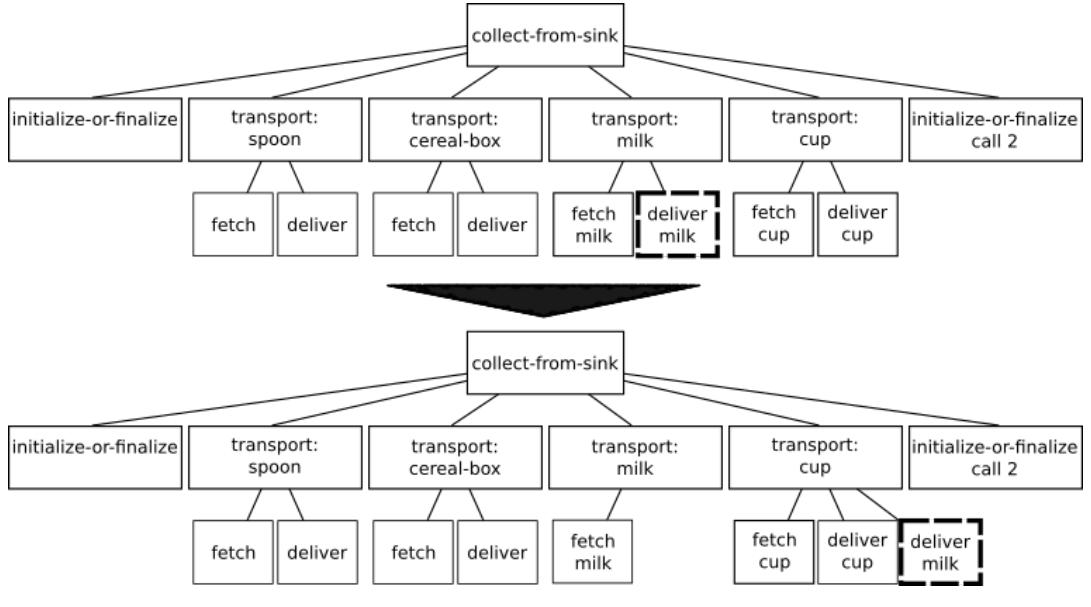 collect-from-sink
initialize-or-finalize
transport:
spoon
transport:
cereal-box
transport:
milk
transport:
cup
initialize-or-finalize
call 2
fetch
deliver
fetch
deliver
fetch
milk
deliver
milk
fetch
cup
deliver
cup
collect-from-sink
initialize-or-finalize
transport:
spoon
transport:
cereal-box
transport:
milk
transport:
cup
initialize-or-finalize
call 2
fetch
deliver
fetch
deliver
fetch
milk
fetch
cup
deliver
cup
deliver
milk